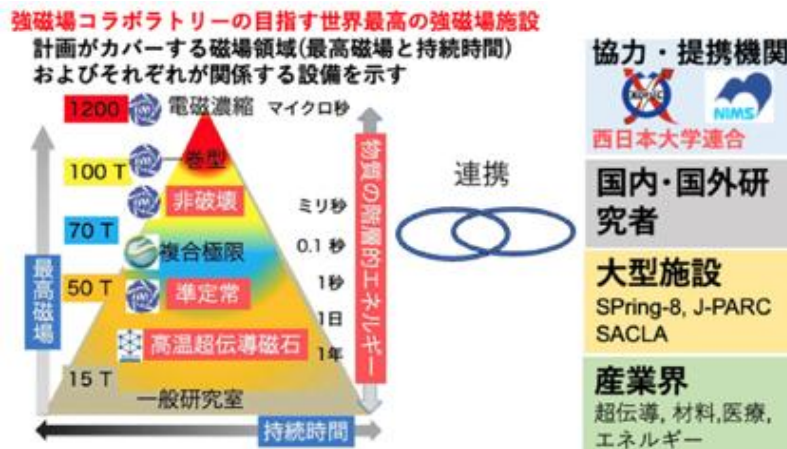 強磁場コラボラトリーの目指す世界最高の強磁場施設
計画がカバーする磁場領域(最高磁場と持続時間)
およびそれぞれが関係する設備を示す
1200
電磁濃縮
マイクロ秒
100 T
一巻型
非破壊
ミリ秒
70 T
複合極限
0.1 秒
50 T
準定常
1秒
1日
高温超伝導磁石
1年
15 T
一般研究室
最高磁場
持続時間
物質の階層的エネルギー
連携
協力・提携機関
NIMS
西日本大学連合
国内・国外研
究者
大型施設
SPring-8, J-PARC
SACLA
産業界
超伝導, 材料,医療,
エネルギー